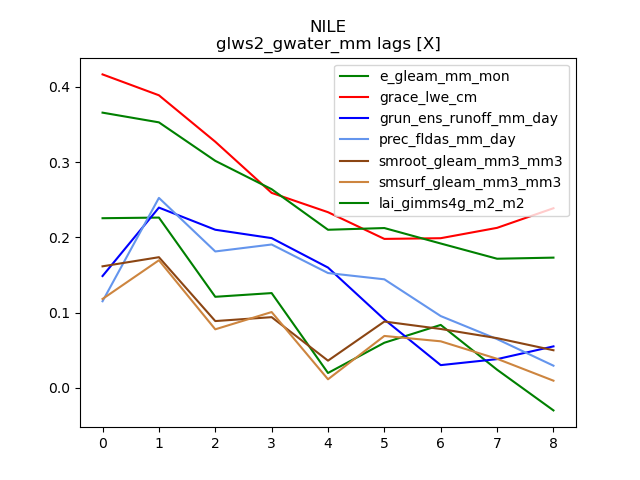 NILE
glws2_gwater_mm lags [X]
e_gleam_mm_mon
grace_lwe_cm
grun_ens_runoff_mm_day
prec_fldas_mm_day
smroot_gleam_mm3_mm3
smsurf_gleam_mm3_mm3
lai_gimms4g_m2_m2
0.4
0.3
0.2
0.1
0.0
0 1 2 3 4 5 6 7 8